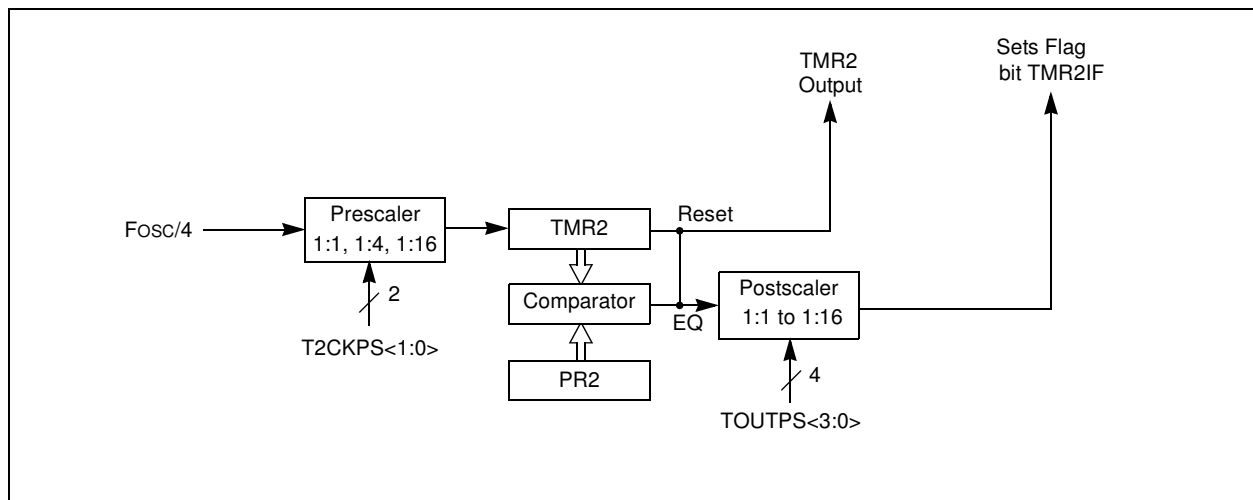 TMR2
Output
Sets Flag
bit TMR2IF
FOSC/4
Prescaler
1:1, 1:4, 1:16
2
T2CKPS<1:0>
TMR2
Reset
Comparator
EQ
PR2
Postscaler
1:1 to 1:16
4
TOUTPS<3:0>